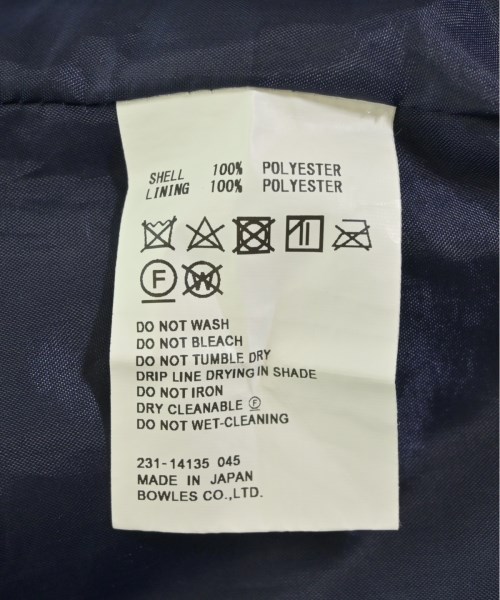 SHELL 100% POLYESTER
LINING 100% POLYESTER
F W
DO NOT WASH
DO NOT BLEACH
DO NOT TUMBLE DRY
DRIP LINE DRYING IN SHADE
DO NOT IRON
DRY CLEANABLE Ⓕ
DO NOT WET-CLEANING
231-14135 045
MADE IN JAPAN
BOWLES CO.,LTD.